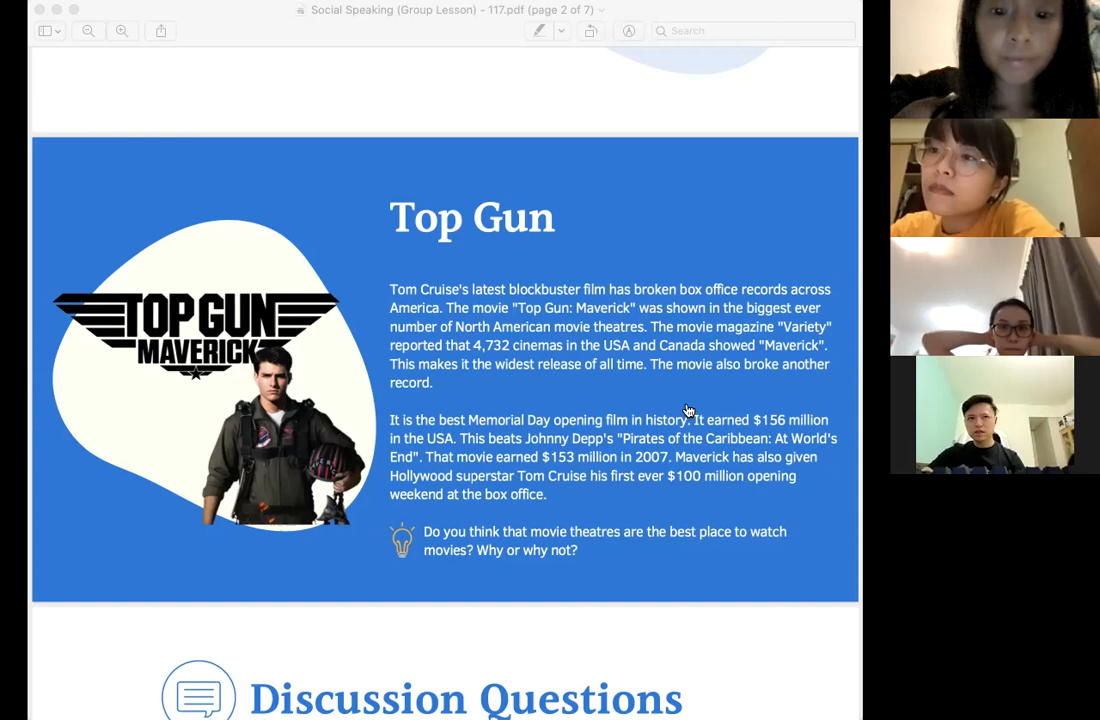 Social Speaking (Group Lesson) - 117.pdf (page 2 of 7)
Search
TOP GUN
MAVERICK
Top Gun
Tom Cruise's latest blockbuster film has broken box office records across
America. The movie "Top Gun: Maverick" was shown in the biggest ever
number of North American movie theatres. The movie magazine "Variety"
reported that 4,732 cinemas in the USA and Canada showed "Maverick".
This makes it the widest release of all time. The movie also broke another
record.
It is the best Memorial Day opening film in history. It earned $156 million
in the USA. This beats Johnny Depp's "Pirates of the Caribbean: At World's
End". That movie earned $153 million in 2007. Maverick has also given
Hollywood superstar Tom Cruise his first ever $100 million opening
weekend at the box office.
Do you think that movie theatres are the best place to watch
movies? Why or why not?
Discussion Questions